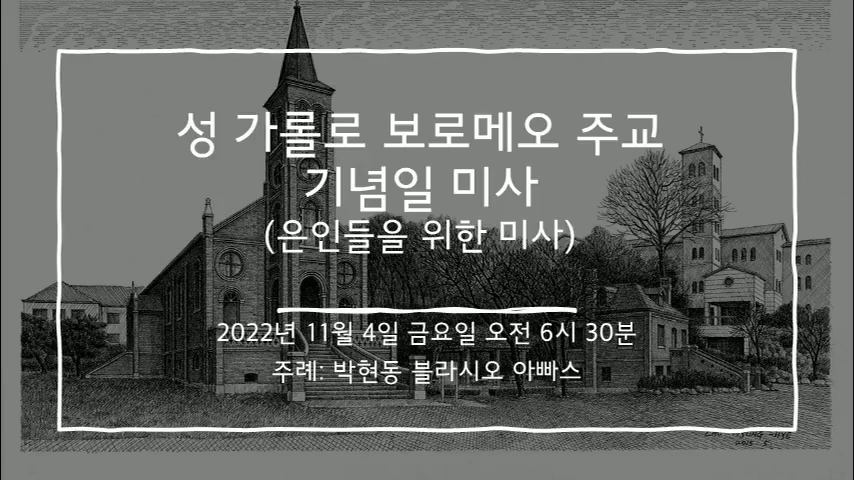 성 가롤로 보로메오 주교
기념일 미사
(은인들을 위한 미사)
2022년 11월 4일 금요일 오전 6시 30분
주례: 박현동 블라시오 아빠스
2015. 5.